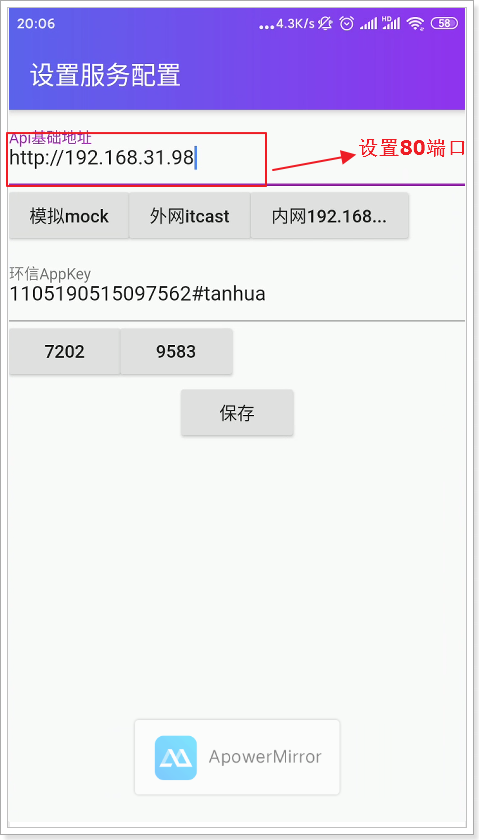 20:06
...4.3K/s HD 58
设置服务配置
Api基础地址
http://192.168.31.98
设置80端口
模拟mock 外网itcast 内网192.168...
环信AppKey
1105190515097562#tanhua
7202 9583
保存
ApowerMirror